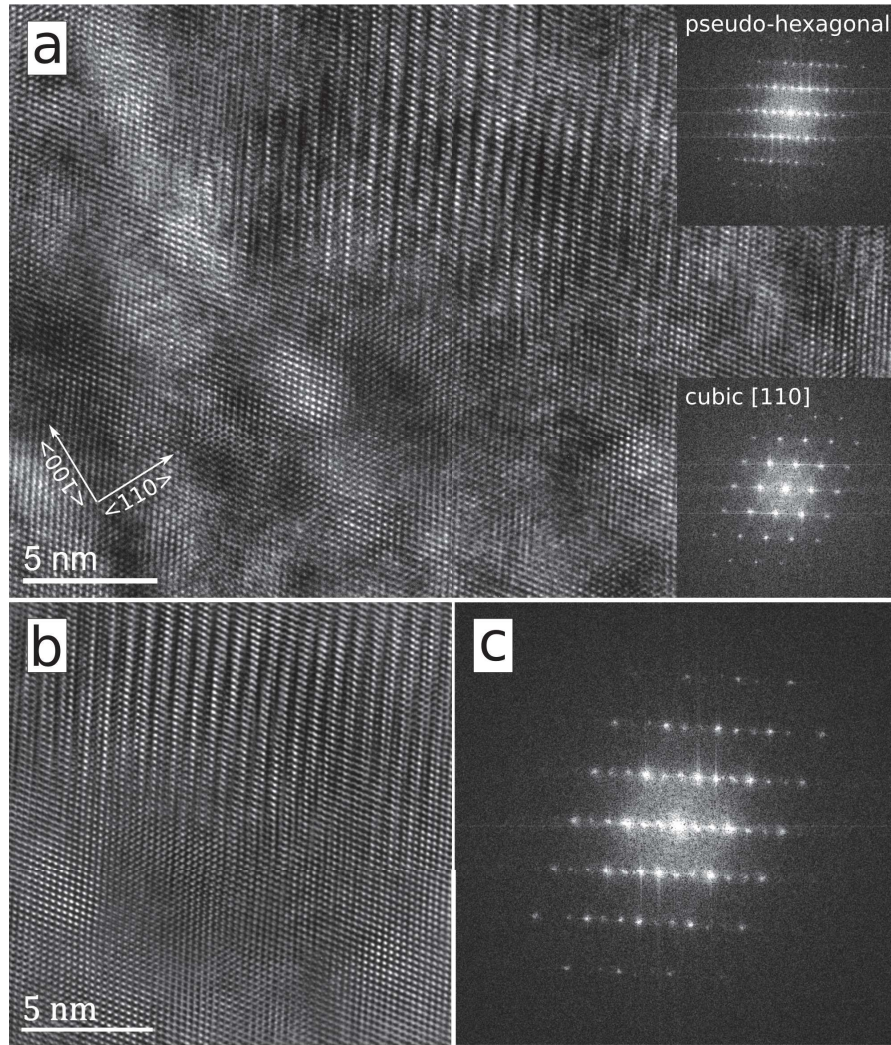 a
pseudo-hexagonal
cubic [110]
<001>
<110>
5 nm
b
5 nm
c